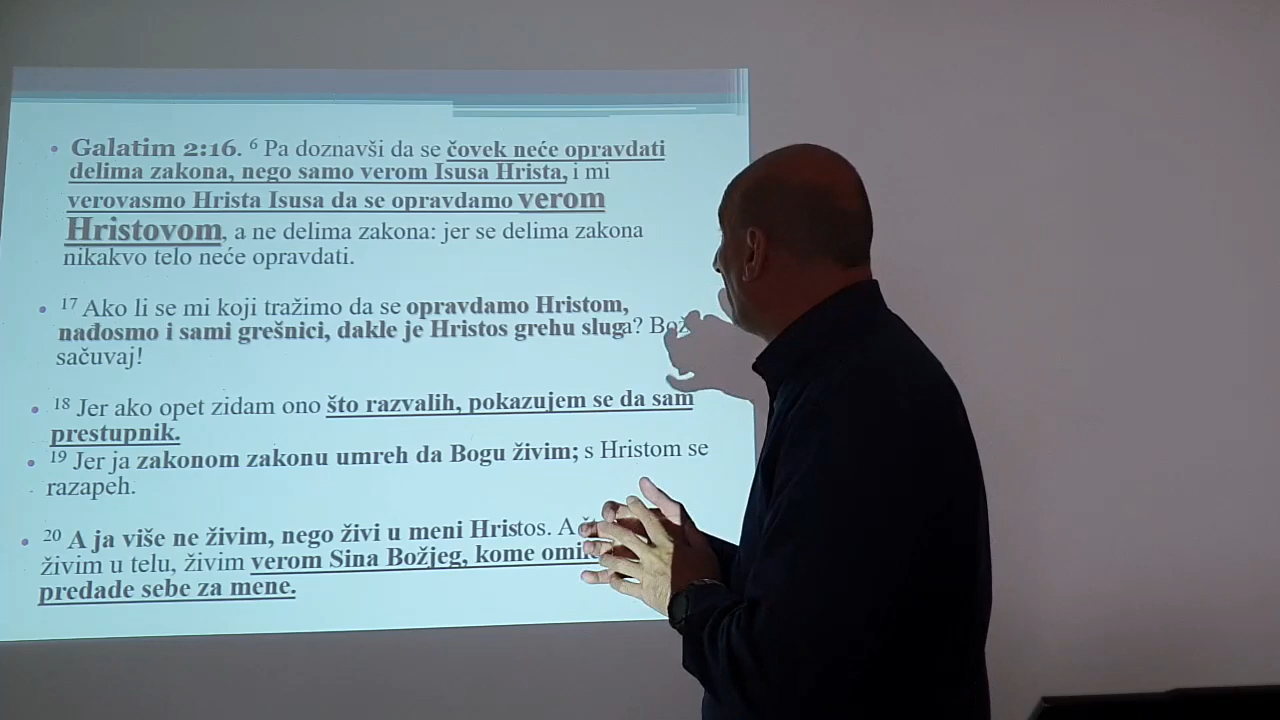 • Galatim 2:16. 6 Pa doznavši da se čovek neće opravdati
delima zakona, nego samo verom Isusa Hrista, i mi
verovasmo Hrista Isusa da se opravdamo verom
Hristovom, a ne delima zakona: jer se delima zakona
nikakvo telo neće opravdati.
• 17 Ako li se mi koji tražimo da se opravdamo Hristom,
nađosmo i sami grešnici, dakle je Hristos grehu sluga?
sačuvaj!
• 18 Jer ako opet zidam ono što razvalih, pokazujem se da sam
prestupnik.
• 19 Jer ja zakonom zakonu umreh da Bogu živim; s Hristom se
razapeh.
• 20 A ja više ne živim, nego živi u meni Hristos. A
živim u telu, živim verom Sina Božjeg, kome
predade sebe za mene.